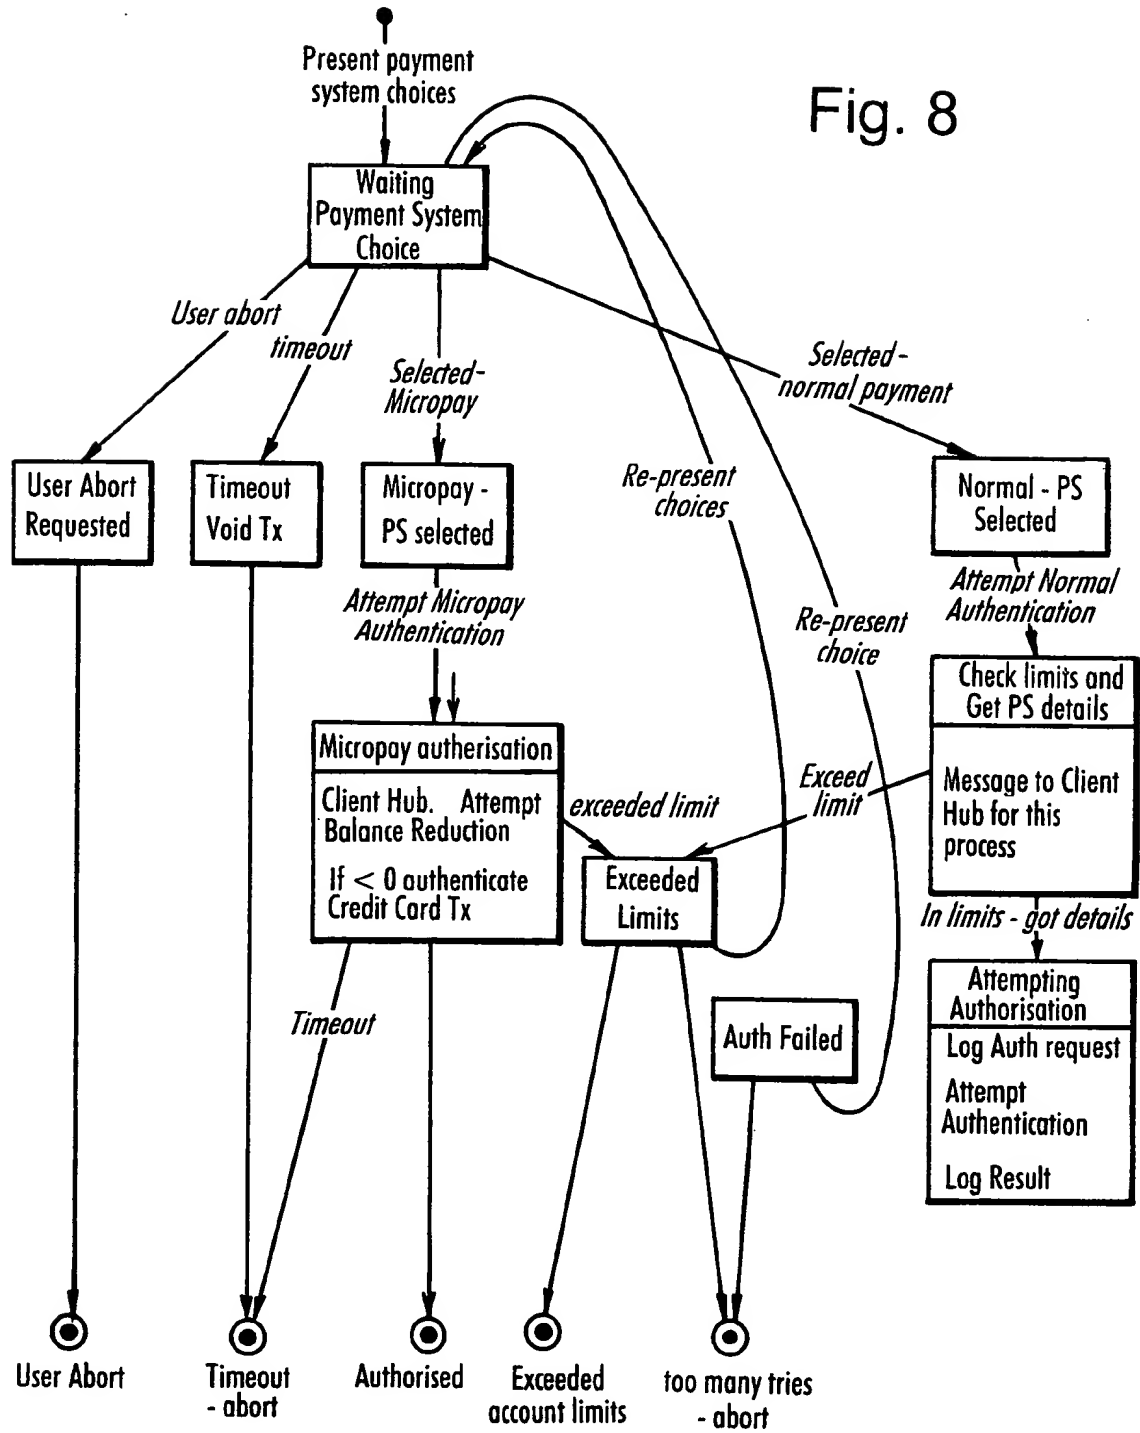 Present payment
system choices
Fig. 8
Waiting
Payment System
Choice
User abort
timeout
Selected-
Micropay
Selected-
normal payment
User Abort
Requested
Timeout
Void Tx
Micropay -
PS selected
Re-present
choices
Normal - PS
Selected
Attempt Micropay
Authentication
Attempt Normal
Authentication
Re-present
choice
Check limits and
Get PS details
Message to Client
Hub for this
process
Micropay autherisation
Client Hub. Attempt
Balance Reduction
If < 0 authenticate
Credit Card Tx
exceeded limit
Exceed
limit
Exceeded
Limits
In limits - got details
Attempting
Authorisation
Log Auth request
Attempt
Authentication
Log Result
Timeout
Auth Failed
User Abort
Timeout
- abort
Authorised
Exceeded
account limits
too many tries
- abort